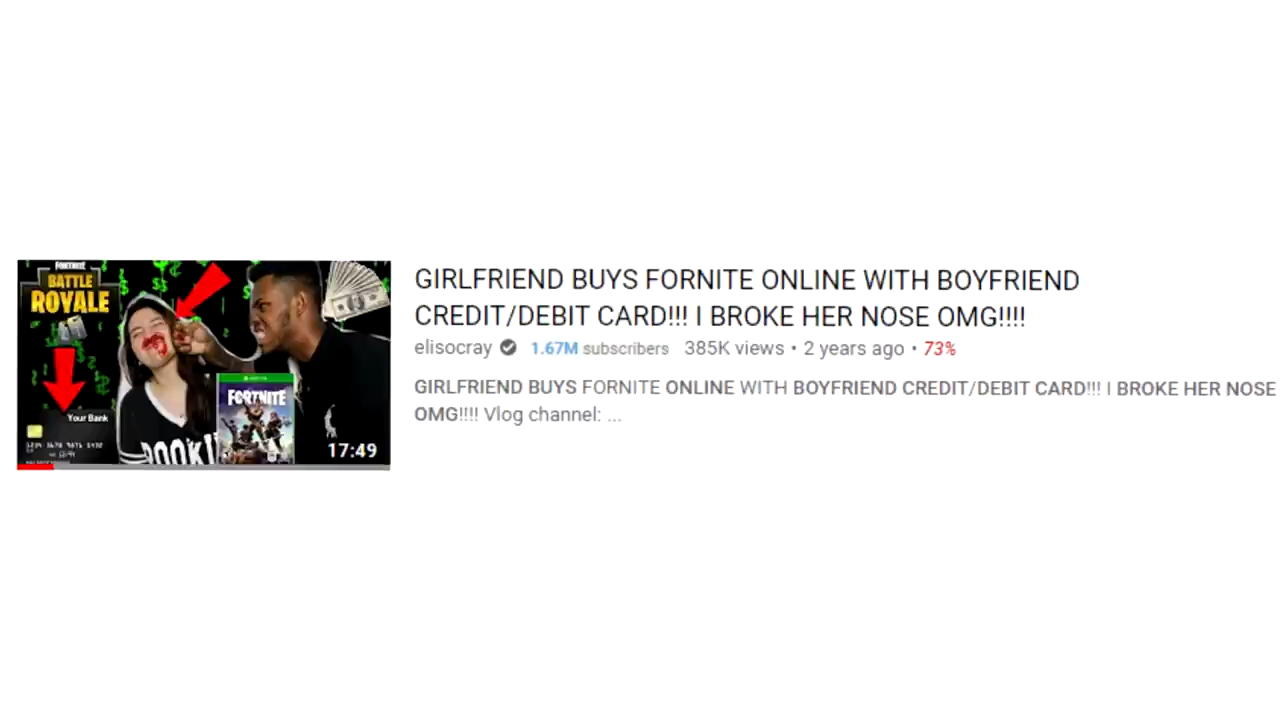 FORTNITE
BATTLE
ROYALE
Your Bank
FORTNITE
17:49
GIRLFRIEND BUYS FORNITE ONLINE WITH BOYFRIEND
CREDIT/DEBIT CARD!!! I BROKE HER NOSE OMG!!!!
elisocray 1.67M subscribers 385K views • 2 years ago • 73%
GIRLFRIEND BUYS FORNITE ONLINE WITH BOYFRIEND CREDIT/DEBIT CARD!!! I BROKE HER NOSE
OMG!!!! Vlog channel: ...